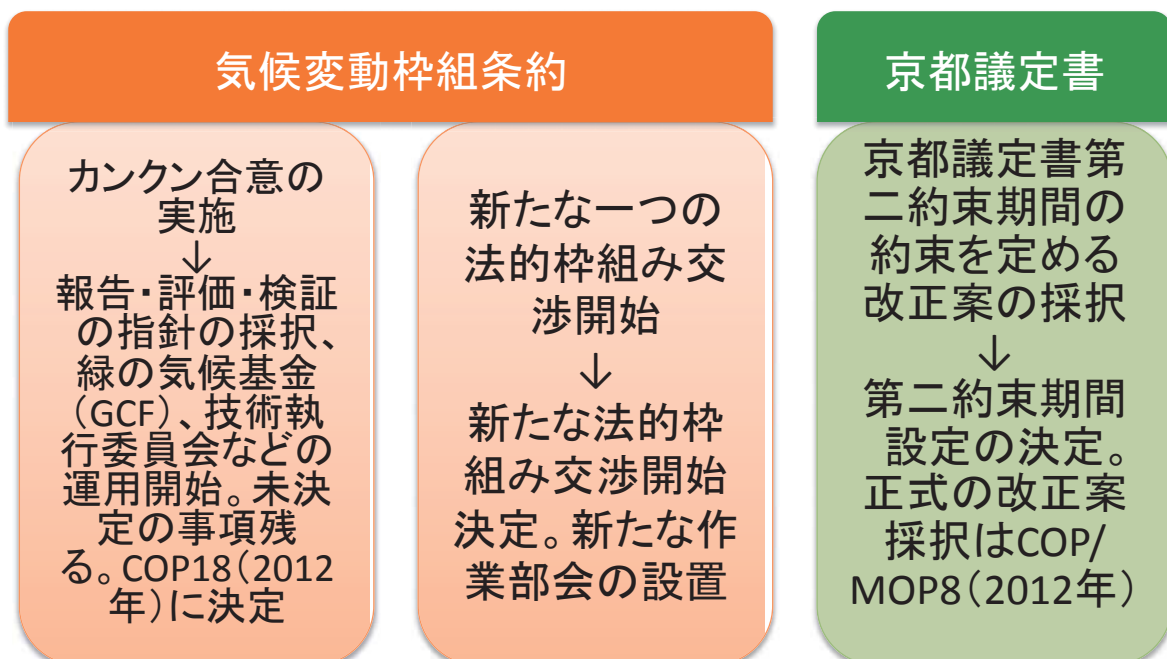 気候変動枠組条約
カンクン合意の
実施
↓
報告・評価・検証
の指針の採択、
緑の気候基金
(GCF)、技術執
行委員会などの
運用開始。未決
定の事項残
る。COP18(2012
年)に決定
新たな一つの
法的枠組み交
渉開始
↓
新たな法的枠
組み交渉開始
決定。新たな作
業部会の設置
京都議定書
京都議定書第
二約束期間の
約束を定める
改正案の採択
↓
第二約束期間
設定の決定。
正式の改正案
採択はCOP/
MOP8(2012年)